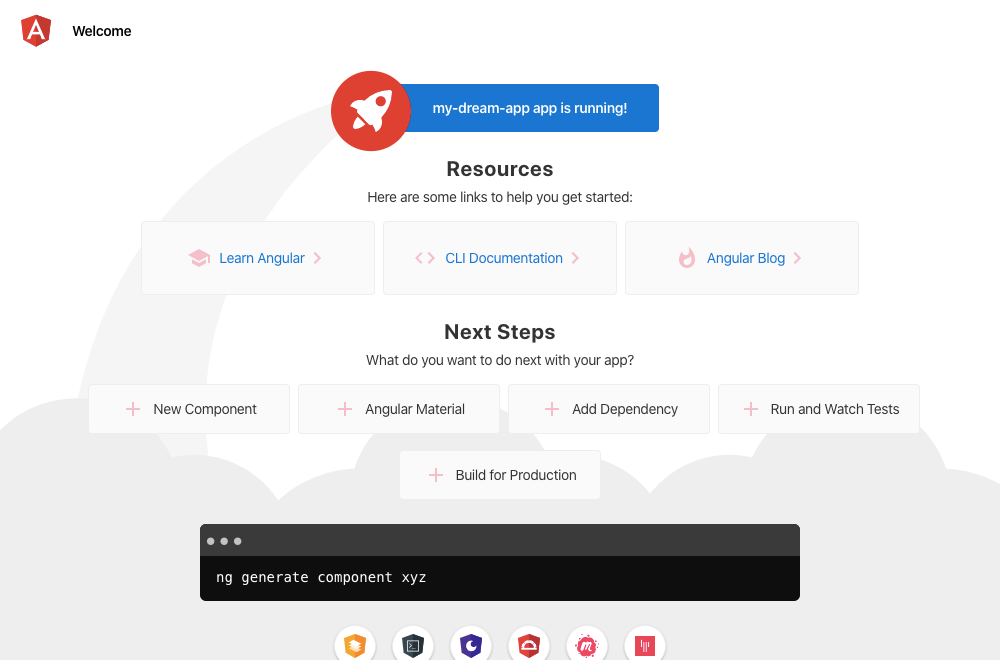 Welcome
my-dream-app app is running!
Resources
Here are some links to help you get started:
Learn Angular
CLI Documentation
Angular Blog
Next Steps
What do you want to do next with your app?
New Component
Angular Material
Add Dependency
Run and Watch Tests
Build for Production
ng generate component xyz